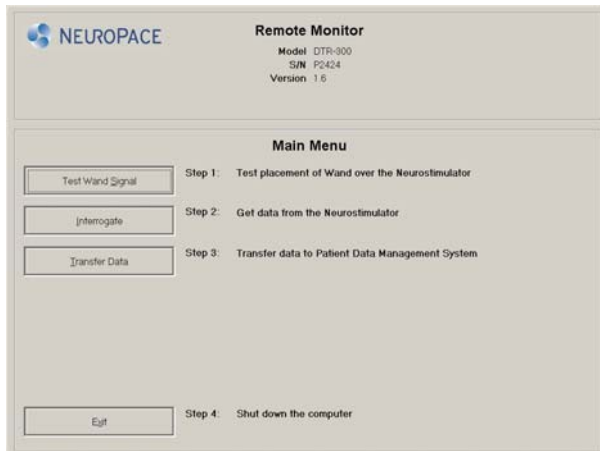 NEUROPACE
Remote Monitor
Model DTR-300
S/N P2424
Version 1.6
Main Menu
Test Wand Signal Step 1: Test placement of Wand over the Neurostimulator
Interrogate Step 2: Get data from the Neurostimulator
Transfer Data Step 3: Transfer data to Patient Data Management System
Exit Step 4: Shut down the computer